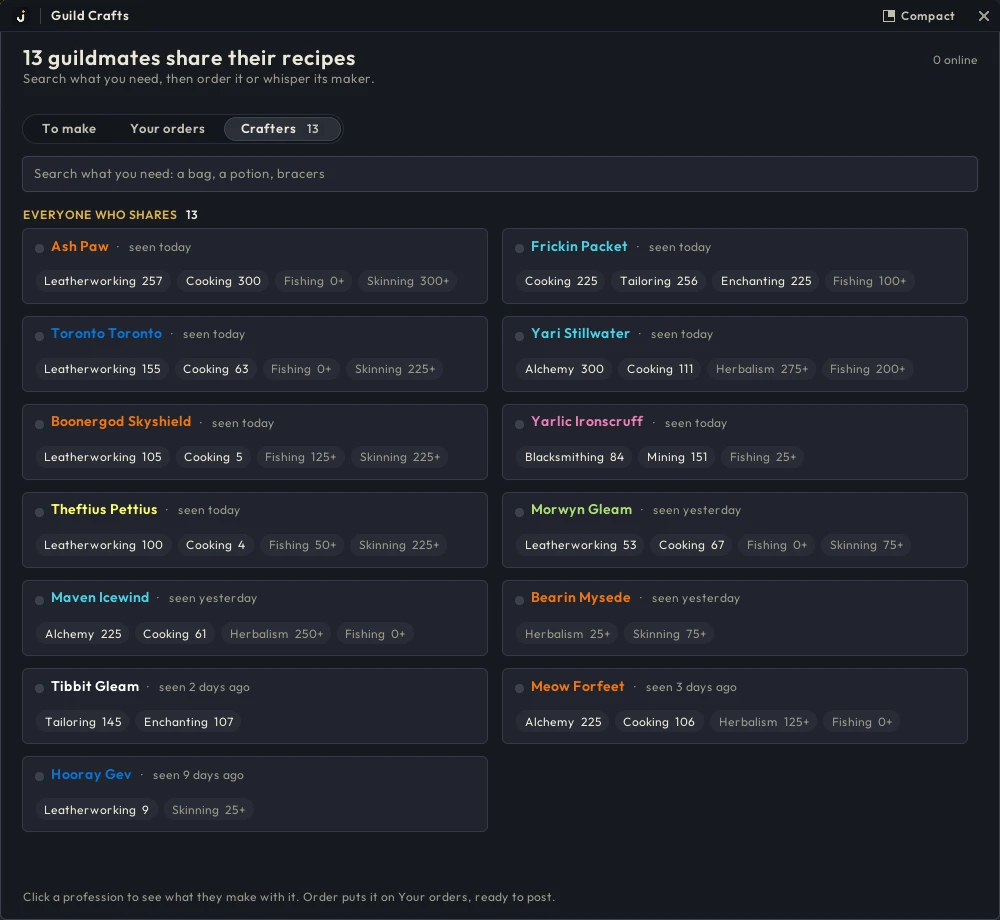 Guild Crafts
Compact
13 guildmates share their recipes
0 online
Search what you need, then order it or whisper its maker.
To make Your orders Crafters 13
Search what you need: a bag, a potion, bracers
EVERYONE WHO SHARES 13
Ash Paw · seen today
Leatherworking 257 Cooking 300 Fishing 0+ Skinning 300+
Frickin Packet · seen today
Cooking 225 Tailoring 256 Enchanting 225 Fishing 100+
Toronto Toronto · seen today
Leatherworking 155 Cooking 63 Fishing 0+ Skinning 225+
Yari Stillwater · seen today
Alchemy 300 Cooking 111 Herbalism 275+ Fishing 200+
Boonergod Skyshield · seen today
Leatherworking 105 Cooking 5 Fishing 125+ Skinning 225+
Yarlic Ironscruff · seen today
Blacksmithing 84 Mining 151 Fishing 25+
Theftius Pettius · seen today
Leatherworking 100 Cooking 4 Fishing 50+ Skinning 225+
Morwyn Gleam · seen yesterday
Leatherworking 53 Cooking 67 Fishing 0+ Skinning 75+
Maven Icewind · seen yesterday
Alchemy 225 Cooking 61 Herbalism 250+ Fishing 0+
Bearin Mysede · seen yesterday
Herbalism 25+ Skinning 75+
Tibbit Gleam · seen 2 days ago
Tailoring 145 Enchanting 107
Meow Forfeet · seen 3 days ago
Alchemy 225 Cooking 106 Herbalism 125+ Fishing 0+
Hooray Gev · seen 9 days ago
Leatherworking 9 Skinning 25+
Click a profession to see what they make with it. Order puts it on Your orders, ready to post.